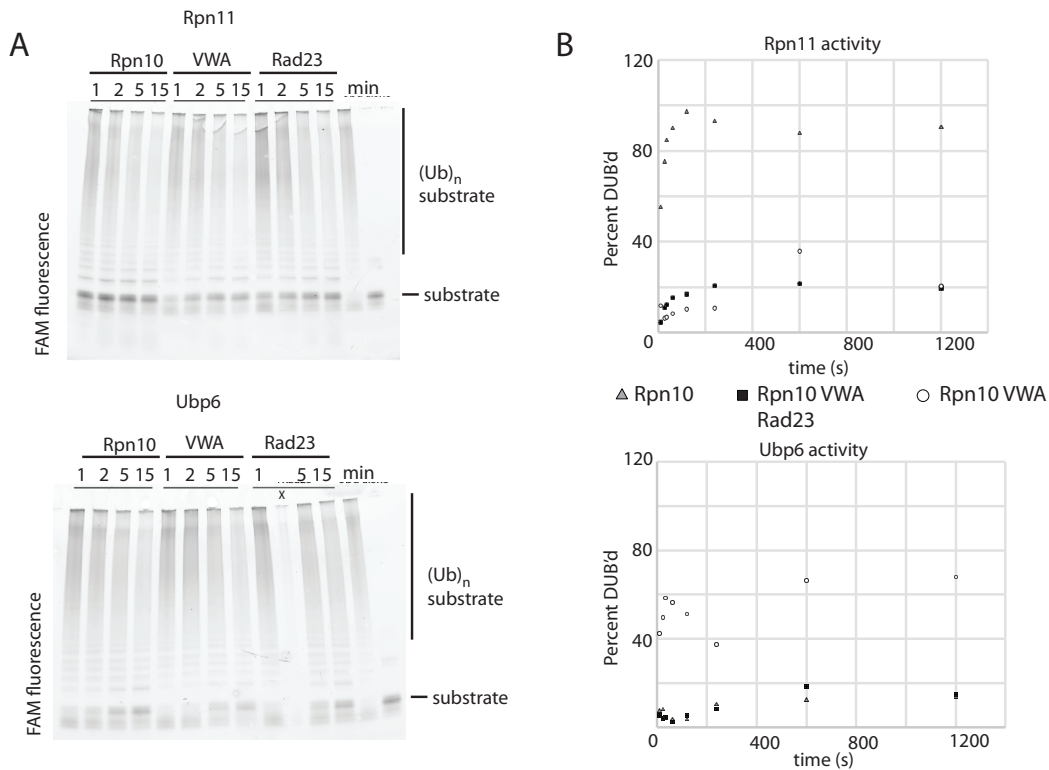 A
Rpn11
Rpn10 VWA Rad23
1 2 5 15 1 2 5 15 1 2 5 15 min
(Ub)n
substrate
substrate
FAM fluorescence
Ubp6
Rpn10 VWA Rad23
1 2 5 15 1 2 5 15 1 5 15 min
x
(Ub)n
substrate
substrate
FAM fluorescence
B
Rpn11 activity
120
80
40
0
Percent DUB'd
400 800 1200
time (s)
Rpn10
Rpn10 VWA
Rad23
Rpn10 VWA
Ubp6 activity
120
80
40
0
Percent DUB'd
400 800 1200
time (s)